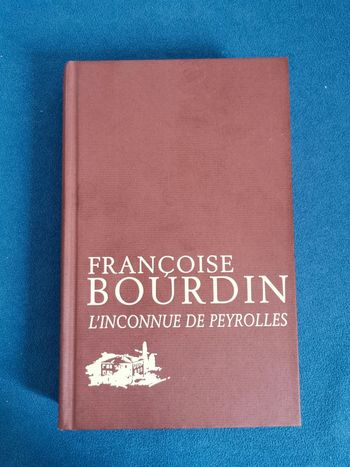 FRANÇOISE
BOURDIN
L'INCONNUE DE PEYROLLES